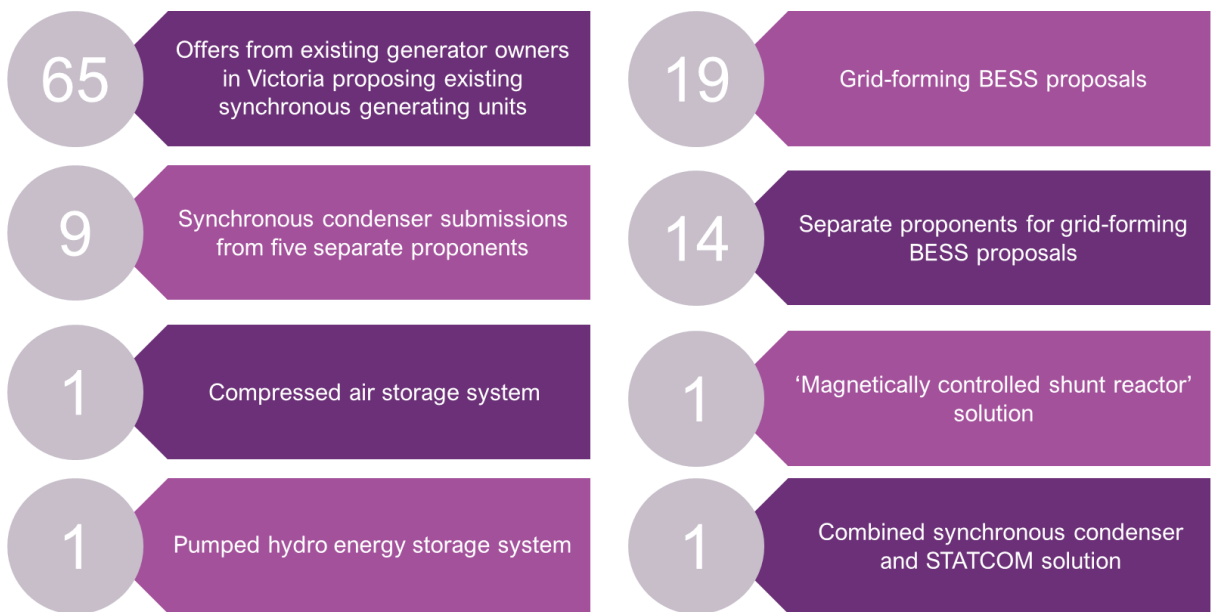 65
Offers from existing generator owners
in Victoria proposing existing
synchronous generating units
19
Grid-forming BESS proposals
9
Synchronous condenser submissions
from five separate proponents
14
Separate proponents for grid-forming
BESS proposals
1
Compressed air storage system
1
‘Magnetically controlled shunt reactor’
solution
1
Pumped hydro energy storage system
1
Combined synchronous condenser
and STATCOM solution